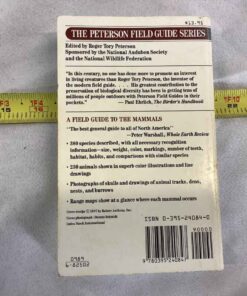 $12.95
THE PETERSON FIELD GUIDE SERIES
Edited by Roger Tory Peterson
Sponsored by the National Audubon Society
and the National Wildlife Federation
"In this century, no one has done more to promote an interest
in living creatures than Roger Tory Peterson, the inventor
of the modern field guide. . . . His greatest contribution to the
preservation of biological diversity has been in getting tens of
millions of people outdoors with Peterson Field Guides in their
pockets."
— Paul Ehrlich, The Birder's Handbook
A FIELD GUIDE TO THE MAMMALS
"The best general guide to all of North America"
— Peter Warshall, Whole Earth Review
• 380 species described, with all necessary recognition
information—size, weight, color, markings, number of teeth,
habitat, habits, and comparisons with similar species
• 250 animals shown in superb color illustrations and line
drawings
• Photographs of skulls and drawings of animal tracks, dens,
nests, and burrows
• Range maps show at a glance where each mammal occurs
ISBN 0-395-24084-0
90000
9 780395 240847
6-82502
15
16